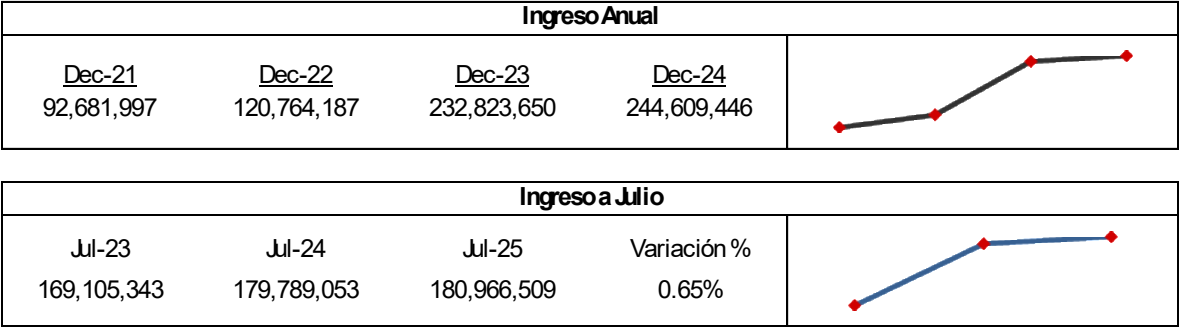 Ingreso Anual
Dec-21 Dec-22 Dec-23 Dec-24
92,681,997 120,764,187 232,823,650 244,609,446
Ingreso a Julio
Jul-23 Jul-24 Jul-25 Variación %
169,105,343 179,789,053 180,966,509 0.65%